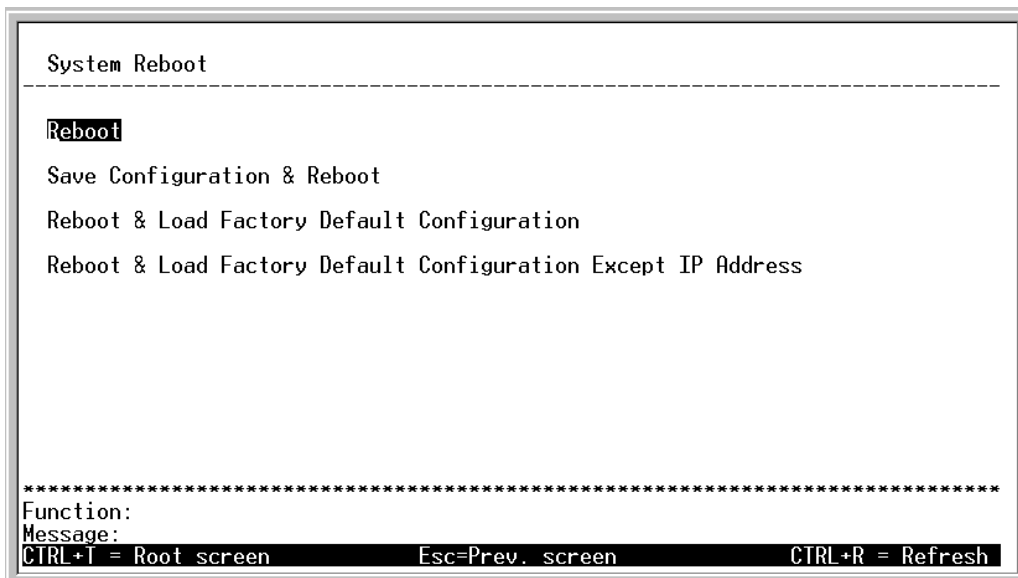 System Reboot
--------------------------------------------------------------------------------
Reboot
Save Configuration & Reboot
Reboot & Load Factory Default Configuration
Reboot & Load Factory Default Configuration Except IP Address
********************************************************************************
Function:
Message:
CTRL+T = Root screen Esc=Prev. screen CTRL+R = Refresh